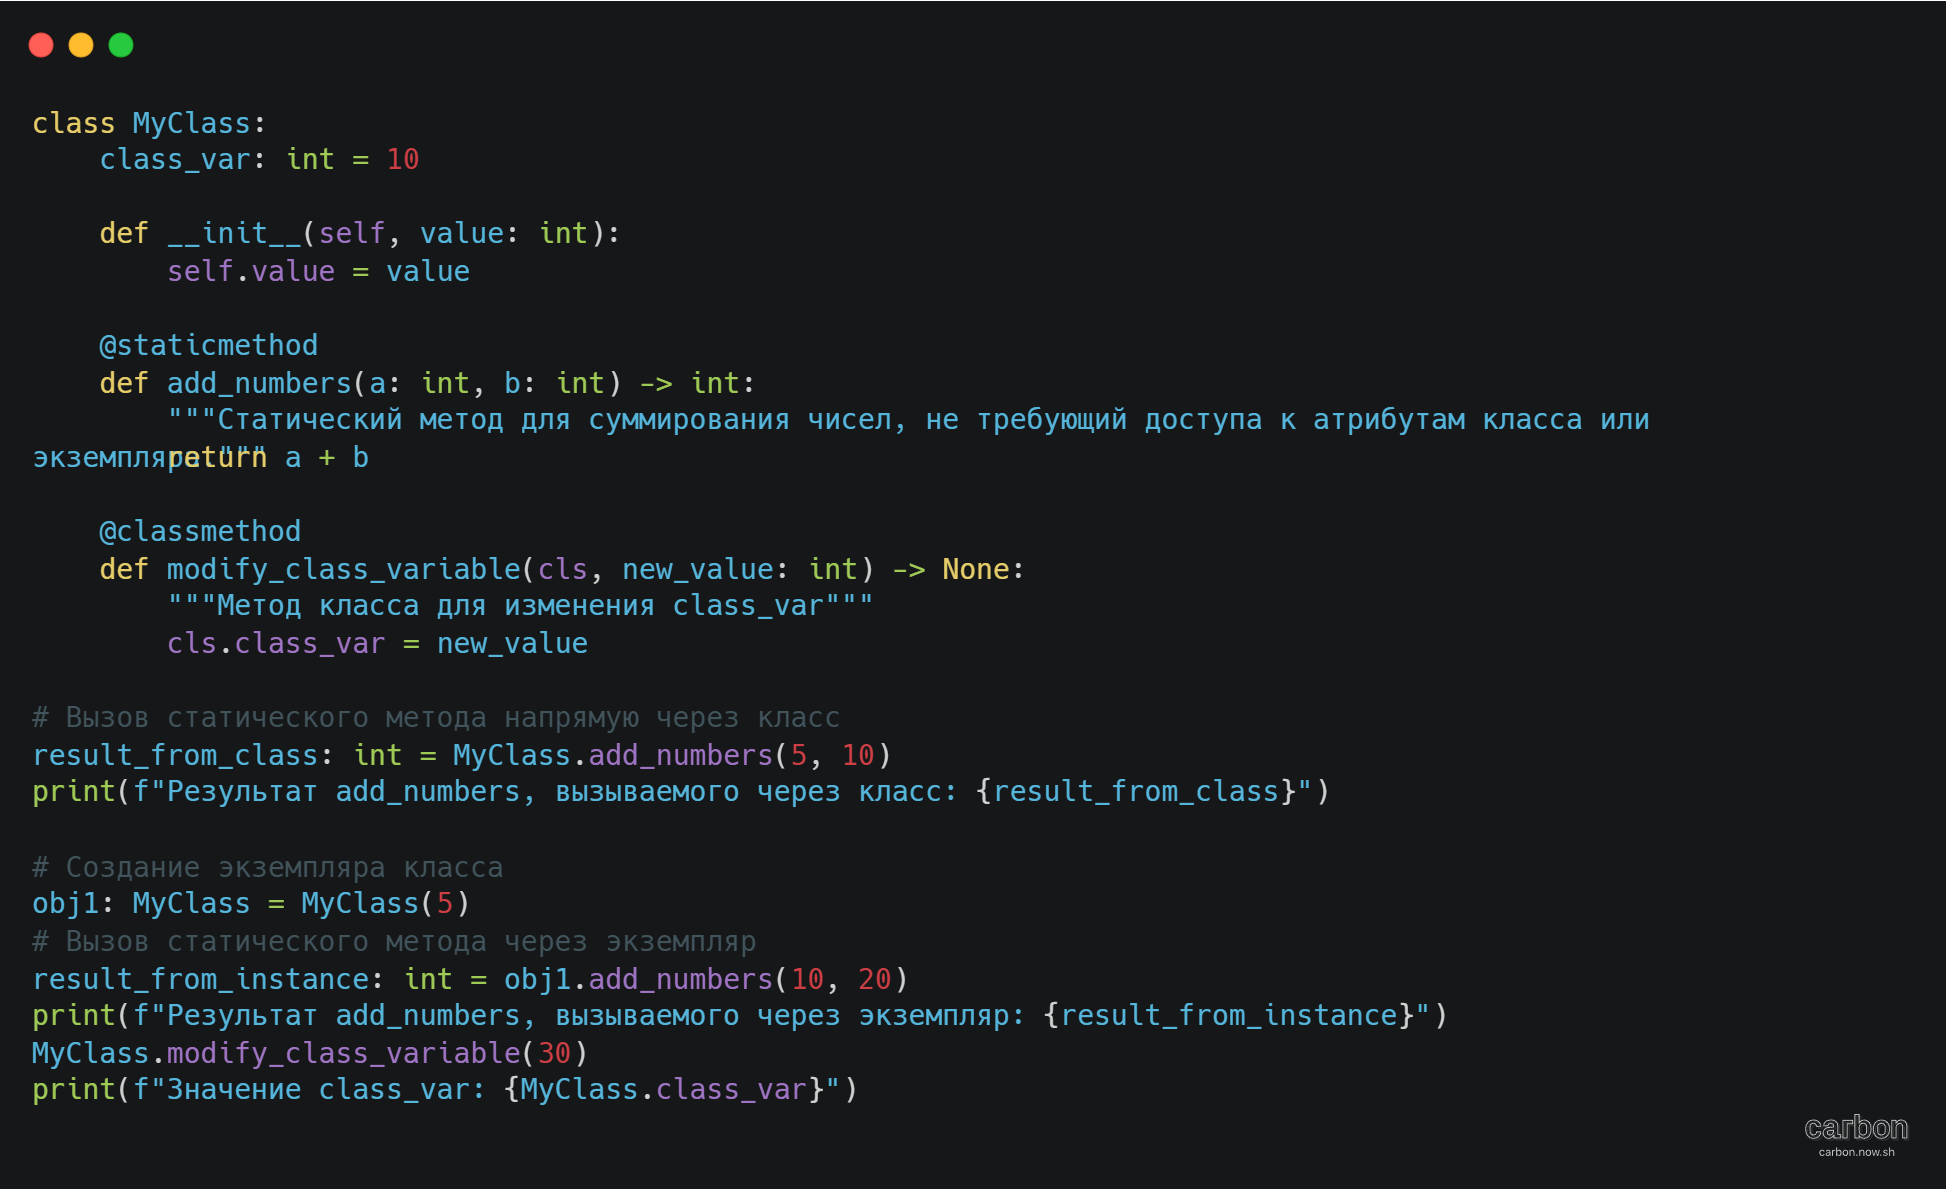 class MyClass:
    class_var: int = 10

    def __init__(self, value: int):
        self.value = value

    @staticmethod
    def add_numbers(a: int, b: int) -> int:
        """Статический метод для суммирования чисел, не требующий доступа к атрибутам класса или
экземпляра."""
        return a + b

    @classmethod
    def modify_class_variable(cls, new_value: int) -> None:
        """Метод класса для изменения class_var"""
        cls.class_var = new_value

# Вызов статического метода напрямую через класс
result_from_class: int = MyClass.add_numbers(5, 10)
print(f"Результат add_numbers, вызываемого через класс: {result_from_class}")

# Создание экземпляра класса
obj1: MyClass = MyClass(5)
# Вызов статического метода через экземпляр
result_from_instance: int = obj1.add_numbers(10, 20)
print(f"Результат add_numbers, вызываемого через экземпляр: {result_from_instance}")
MyClass.modify_class_variable(30)
print(f"Значение class_var: {MyClass.class_var}")
carbon
carbon.now.sh